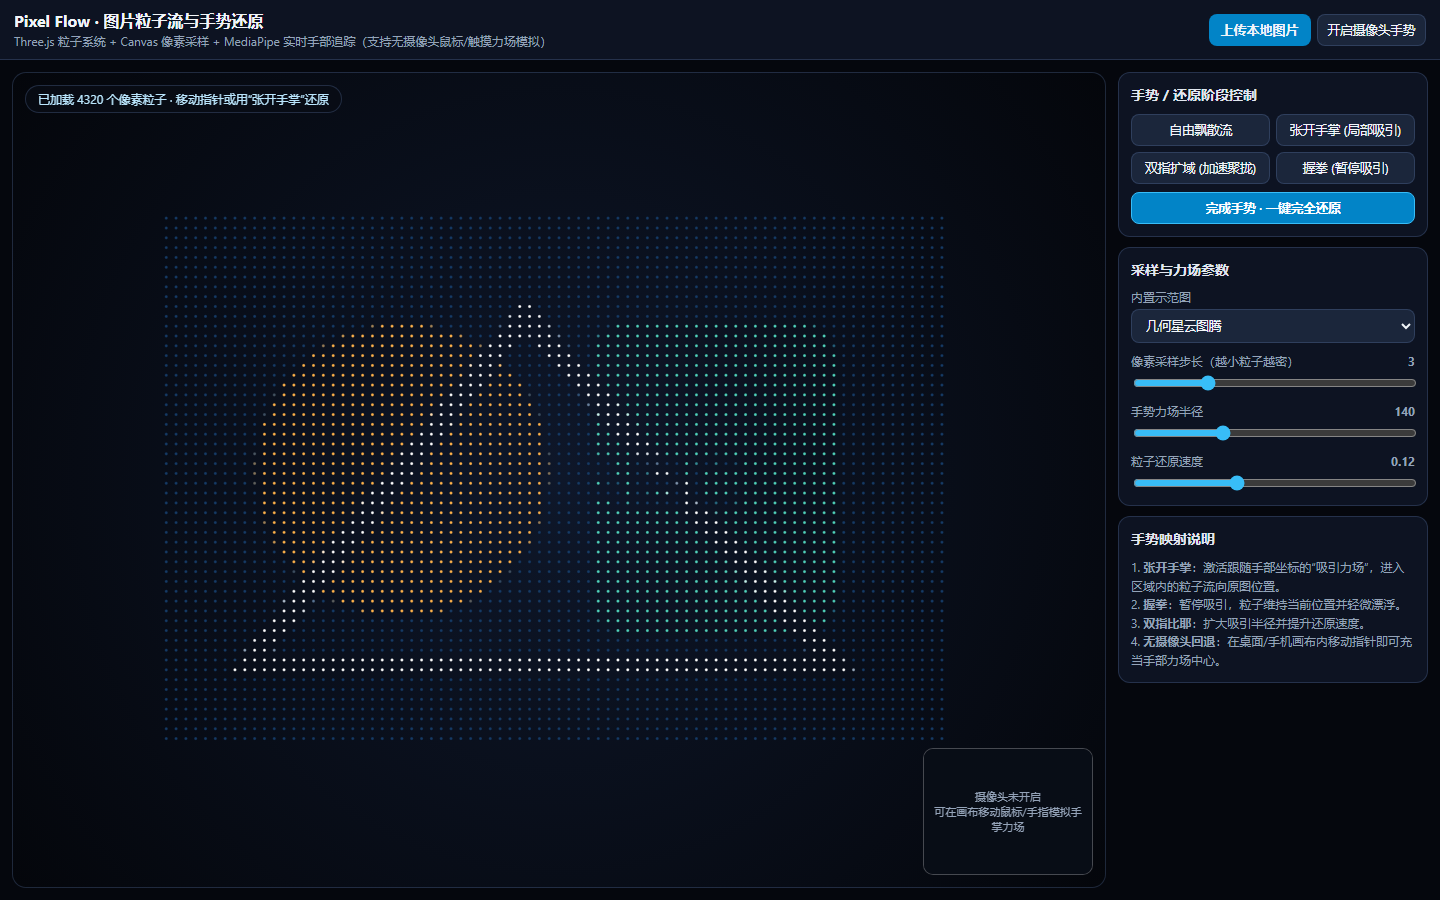 Pixel Flow · 图片粒子流与手势还原
Three.js 粒子系统 + Canvas 像素采样 + MediaPipe 实时手部追踪（支持无摄像头鼠标/触摸力场模拟）
上传本地图片
开启摄像头手势
已加载 4320 个像素粒子 · 移动指针或用“张开手掌”还原
摄像头未开启
可在画布移动鼠标/手指模拟手
掌力场
手势 / 还原阶段控制
自由飘散流
张开手掌 (局部吸引)
双指扩域 (加速聚拢)
握拳 (暂停吸引)
完成手势 · 一键完全还原
采样与力场参数
内置示范图
几何星云图腾
像素采样步长（越小粒子越密） 3
手势力场半径 140
粒子还原速度 0.12
手势映射说明
1. 张开手掌：激活跟随手部坐标的“吸引力场”，进入
区域内的粒子流向原图位置。
2. 握拳：暂停吸引，粒子维持当前位置并轻微漂浮。
3. 双指比耶：扩大吸引半径并提升还原速度。
4. 无摄像头回退：在桌面/手机画布内移动指针即可充
当手部力场中心。